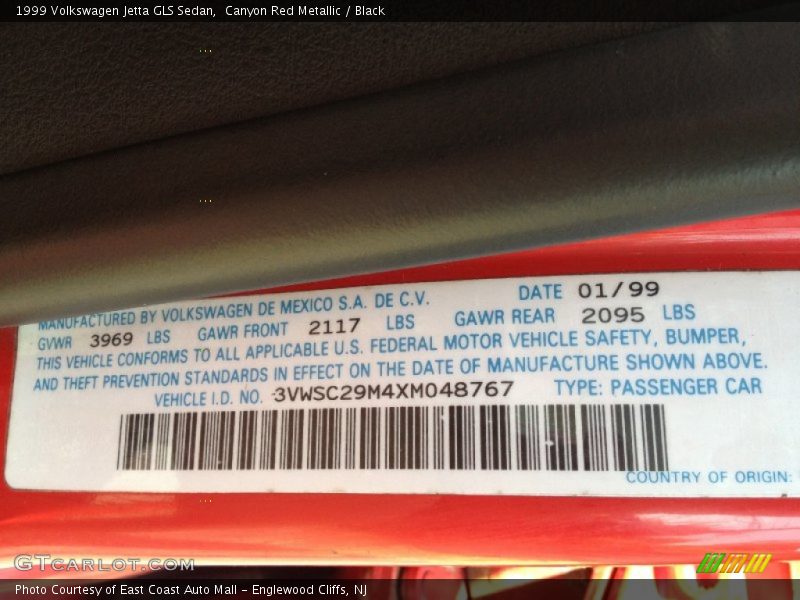 1999 Volkswagen Jetta GLS Sedan,  Canyon Red Metallic / Black
MANUFACTURED BY VOLKSWAGEN DE MEXICO S.A. DE C.V. DATE 01/99
GVWR 3969 LBS GAWR FRONT 2117 LBS GAWR REAR 2095 LBS
THIS VEHICLE CONFORMS TO ALL APPLICABLE U.S. FEDERAL MOTOR VEHICLE SAFETY, BUMPER,
AND THEFT PREVENTION STANDARDS IN EFFECT ON THE DATE OF MANUFACTURE SHOWN ABOVE.
VEHICLE I.D. NO. 3VWSC29M4XM048767 TYPE: PASSENGER CAR
COUNTRY OF ORIGIN:
GTCARLOT.COM
Photo Courtesy of East Coast Auto Mall - Englewood Cliffs, NJ